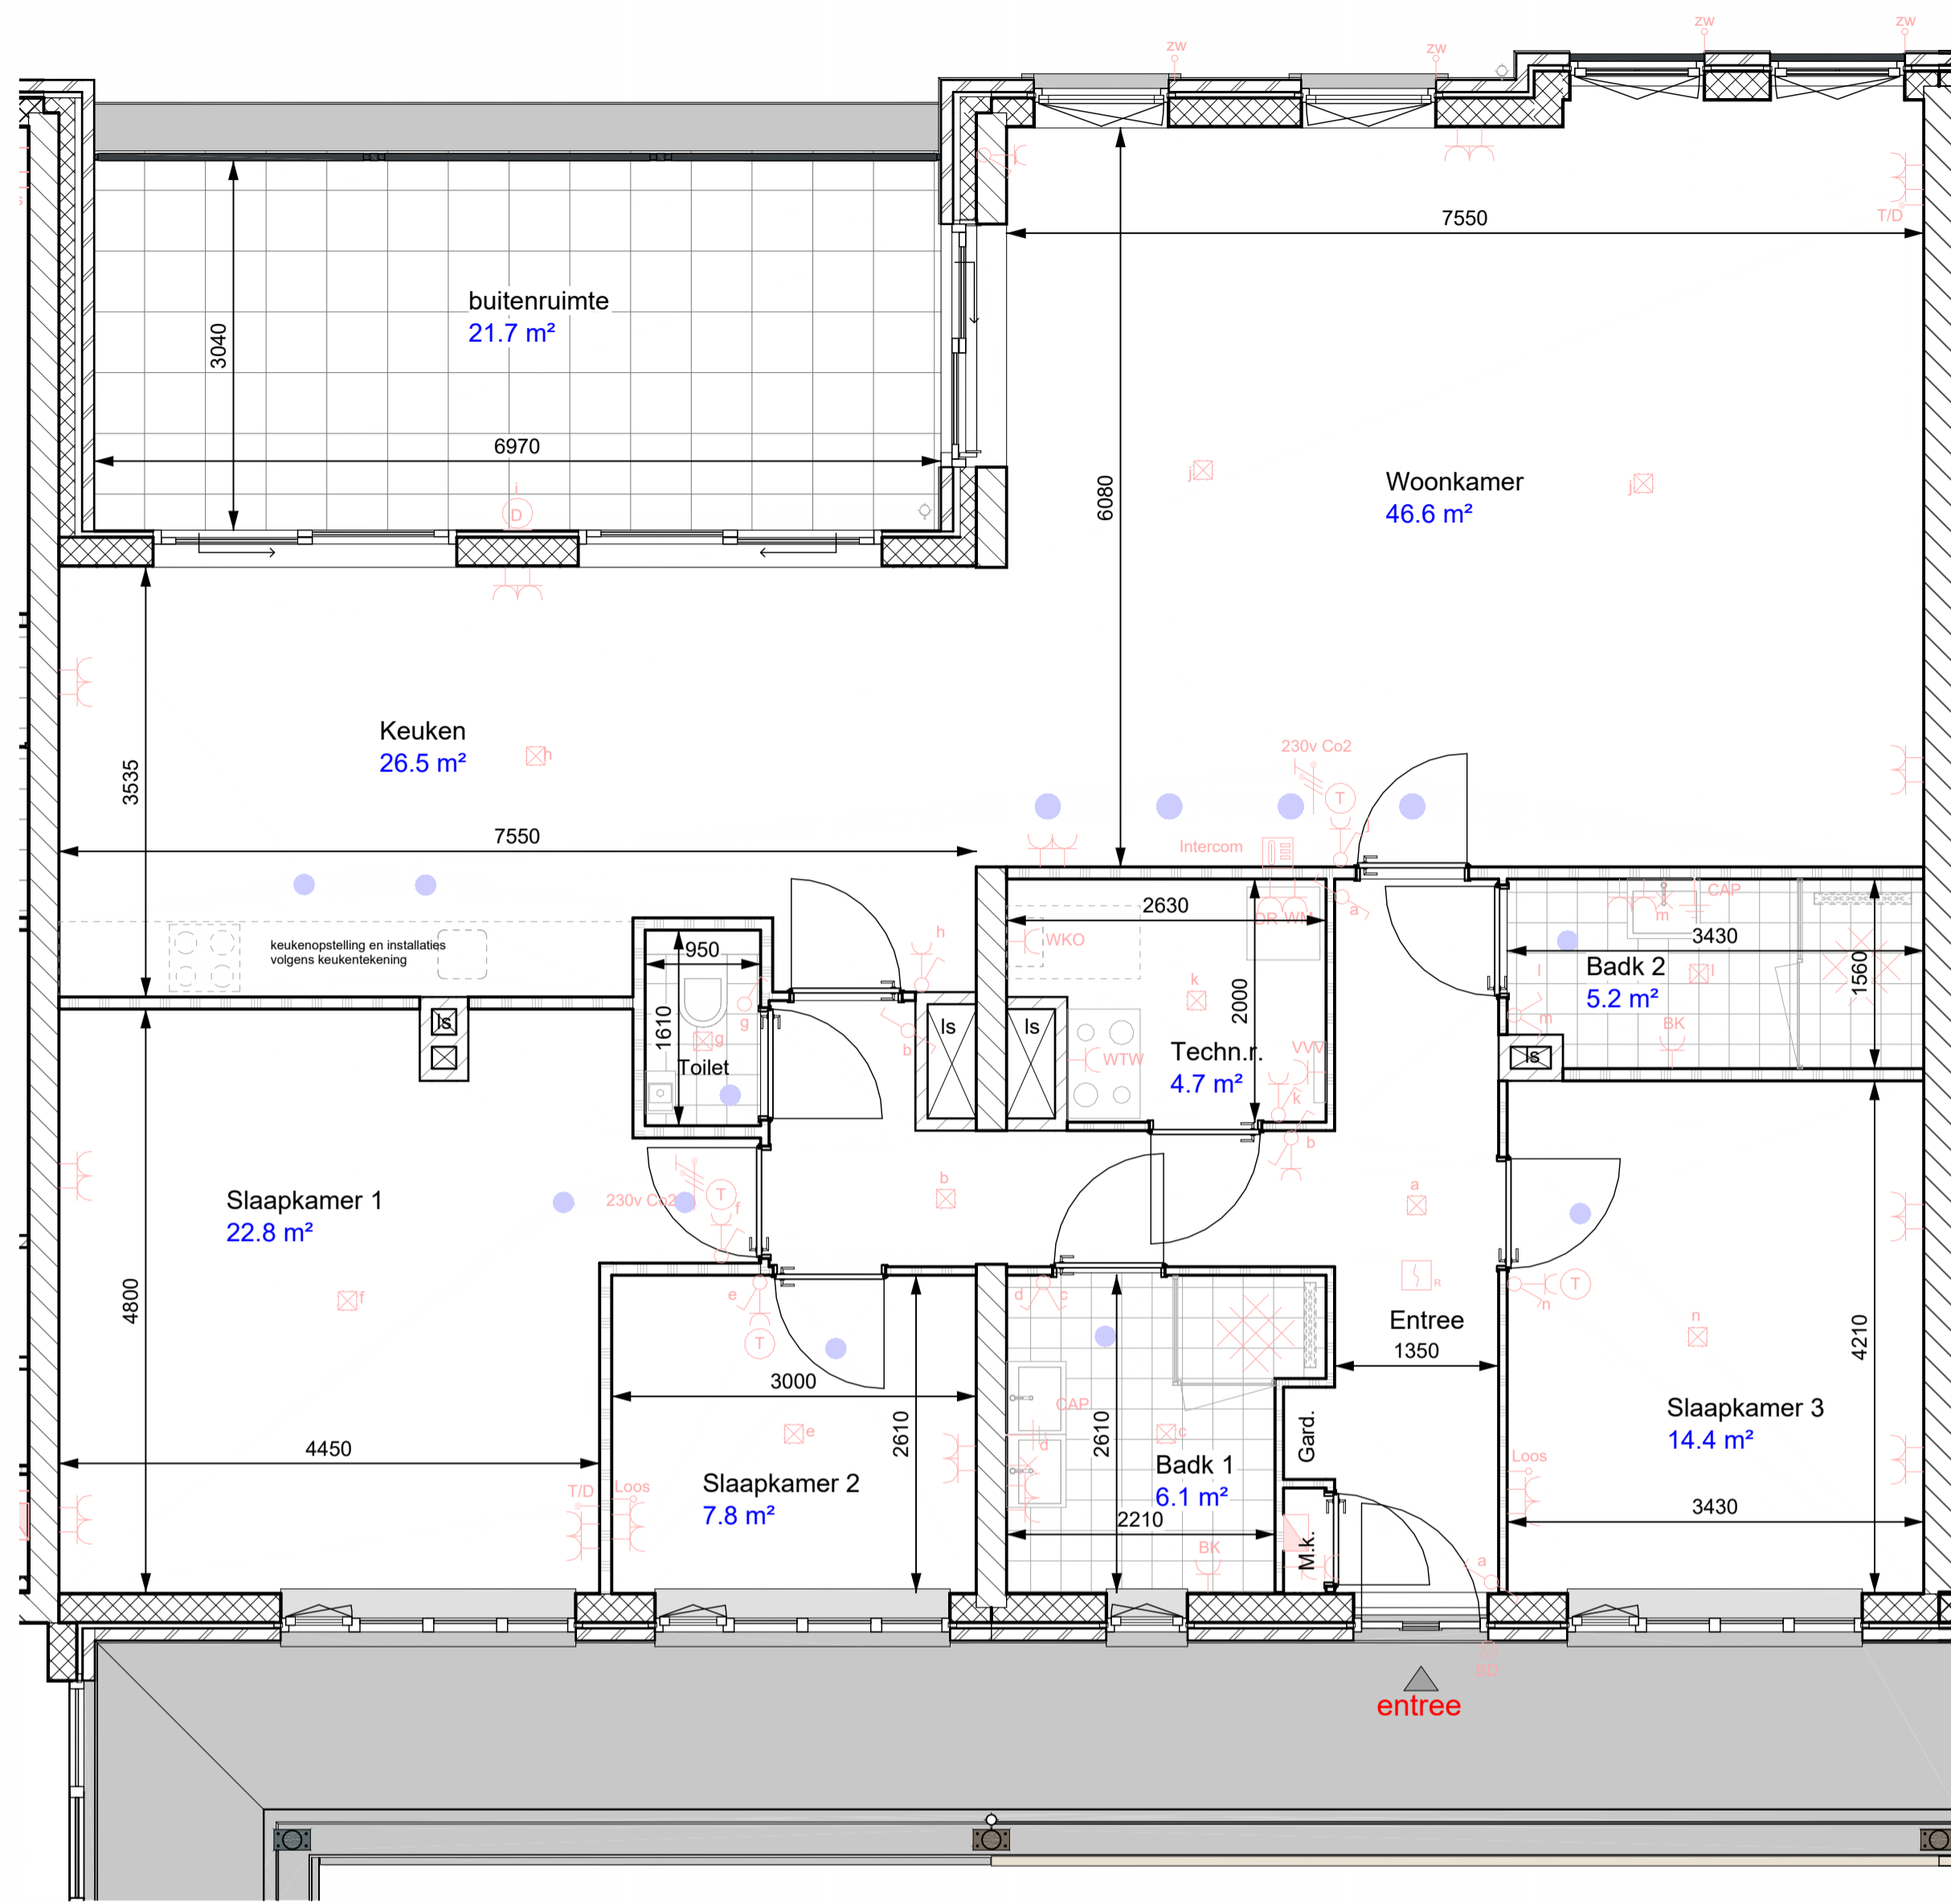 zw
zw
zw
zw
7550
T/D
buitenruimte
21.7 m²
3040
6970
i
D
6080
j
Woonkamer
46.6 m²
j
Keuken
26.5 m²
h
3535
7550
230v Co2
T
j
Intercom
a
keukenopstelling en installaties
volgens keukentekening
950
1610
g
g
g
Toilet
h
b
ls
ls
ls
2630
WKO
DR WM
k
2000
WTW
Techn.r.
4.7 m²
VVV
k
b
CAP
m
3430
Badk 2
5.2 m²
l
l
m
1560
BK
ls
Slaapkamer 1
22.8 m²
230v Co2
T
f
f
4800
4450
T/D
b
a
R
e
T
3000
2610
e
Loos
Slaapkamer 2
7.8 m²
d
c
CAP
d
c
2610
Badk 1
6.1 m²
2210
BK
Gard.
M.k.
Entree
1350
a
n
T
n
4210
Slaapkamer 3
14.4 m²
Loos
3430
BD
entree